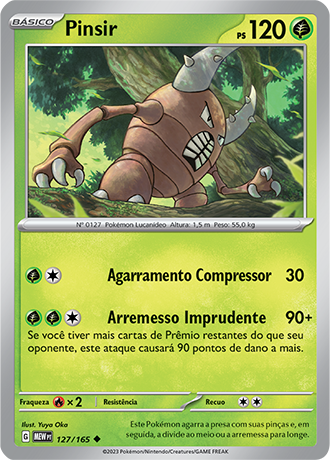 BÁSICO
Pinsir
PS 120
Nº 0127 Pokémon Lucanídeo Altura: 1,5 m Peso: 55,0 kg
Agarramento Compressor 30
Arremesso Imprudente 90+
Se você tiver mais cartas de Prêmio restantes do que seu
oponente, este ataque causará 90 pontos de dano a mais.
Fraqueza ×2 Resistência Recuo
Ilust. Yuya Oka
G MEW PT 127/165
Este Pokémon agarra a presa com suas pinças e, em
seguida, a divide ao meio ou a arremessa para longe.
©2023 Pokémon/Nintendo/Creatures/GAME FREAK